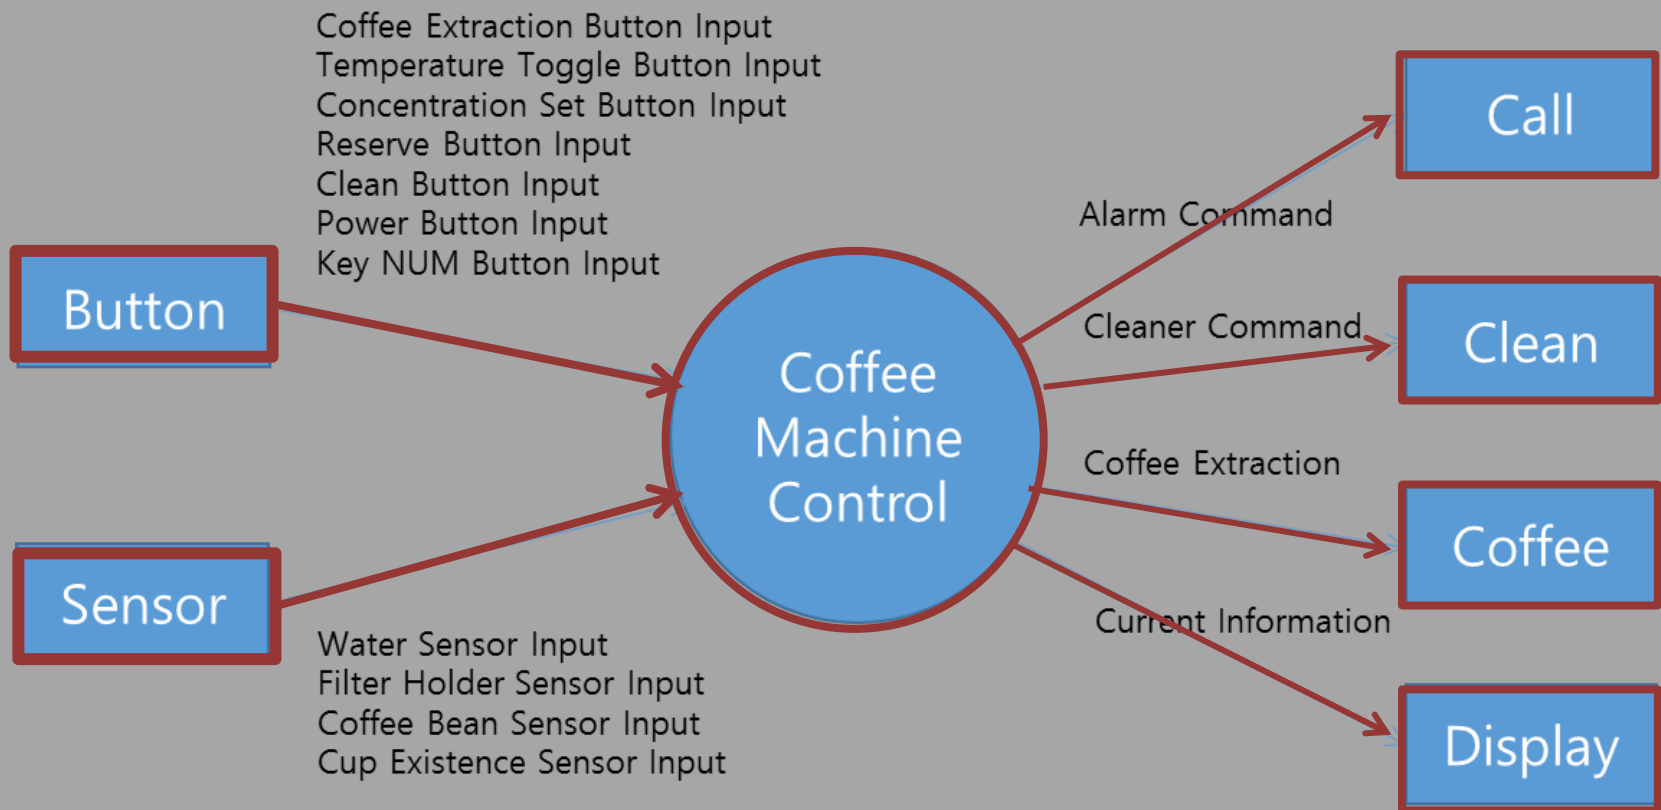 Coffee Extraction Button Input
Temperature Toggle Button Input
Concentration Set Button Input
Reserve Button Input
Clean Button Input
Power Button Input
Key NUM Button Input
Button
Sensor
Water Sensor Input
Filter Holder Sensor Input
Coffee Bean Sensor Input
Cup Existence Sensor Input
Coffee
Machine
Control
Alarm Command
Cleaner Command
Coffee Extraction
Current Information
Call
Clean
Coffee
Display